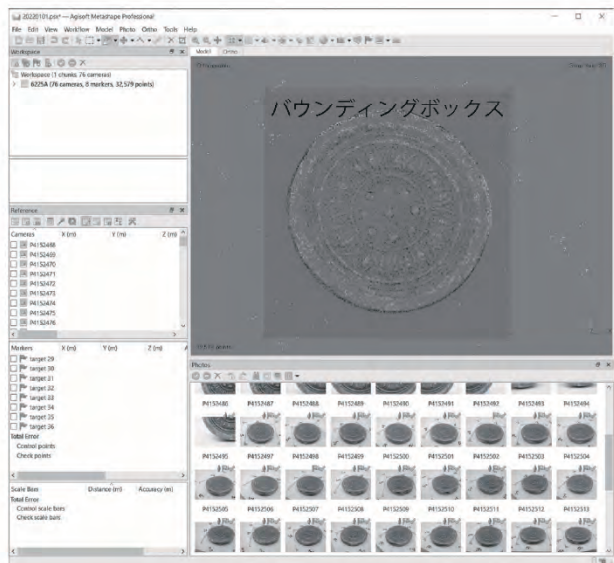 20220101.psx* — Agisoft Metashape Professional
File Edit View Workflow Model Photo Ortho Tools Help
Workspace
Model Ortho
Workspace (1 chunks, 76 cameras)
6225A (76 cameras, 8 markers, 32,579 points)
バウンディングボックス
Reference
Cameras X (m) Y (m) Z (m)
P4152488
P4152469
P4152470
P4152471
P4152472
P4152473
P4152474
P4152475
P4152476
Markers X (m) Y (m) Z (m)
target 29
target 30
target 31
target 32
target 33
target 34
target 35
target 36
Total Error
Control points
Check points
Scale Bars Distance (m) Accuracy (m)
Total Error
Control scale bars
Check scale bars
Photos
P4152486 P4152487 P4152488 P4152489 P4152490 P4152491 P4152492 P4152493 P4152494
P4152495 P4152497 P4152498 P4152499 P4152500 P4152501 P4152502 P4152503 P4152504
P4152505 P4152506 P4152507 P4152508 P4152509 P4152510 P4152511 P4152512 P4152513